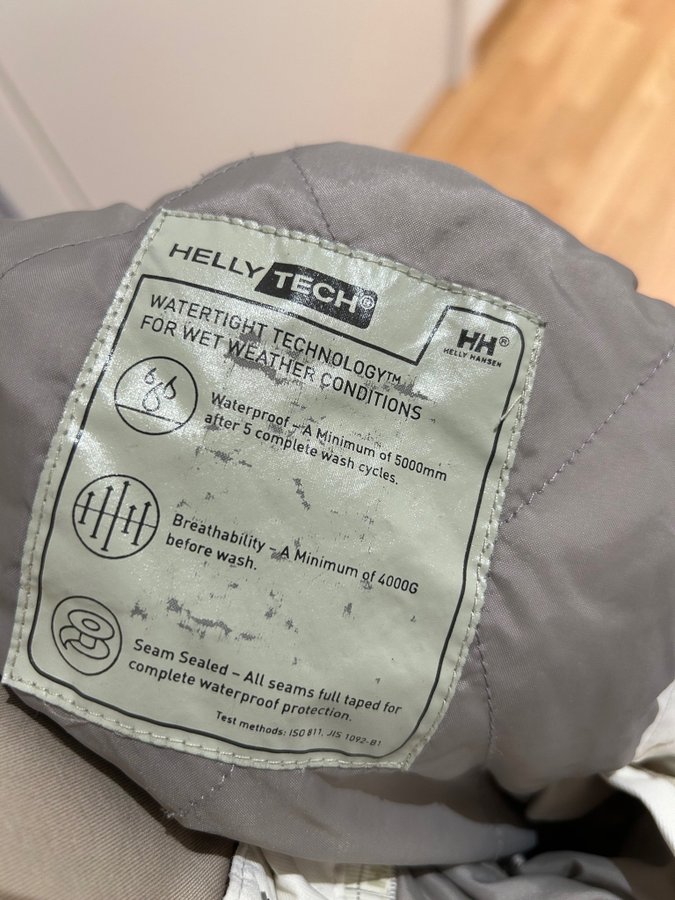 HELLY TECH®
HH®
HELLY HANSEN
WATERTIGHT TECHNOLOGY™
FOR WET WEATHER CONDITIONS
Waterproof – A Minimum of 5000mm
after 5 complete wash cycles.
Breathability – A Minimum of 4000G
before wash.
Seam Sealed – All seams full taped for
complete waterproof protection.
Test methods: ISO 811, JIS 1092-B1